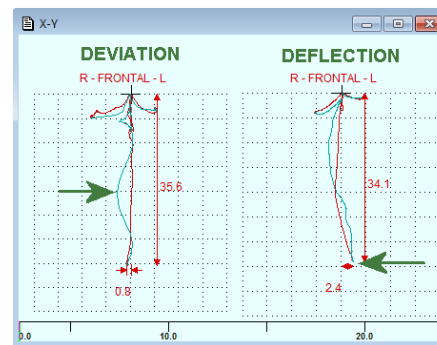 X-Y
DEVIATION
R - FRONTAL - L
35.6
0.8
DEFLECTION
R - FRONTAL - L
34.1
2.4
0.0 10.0 20.0